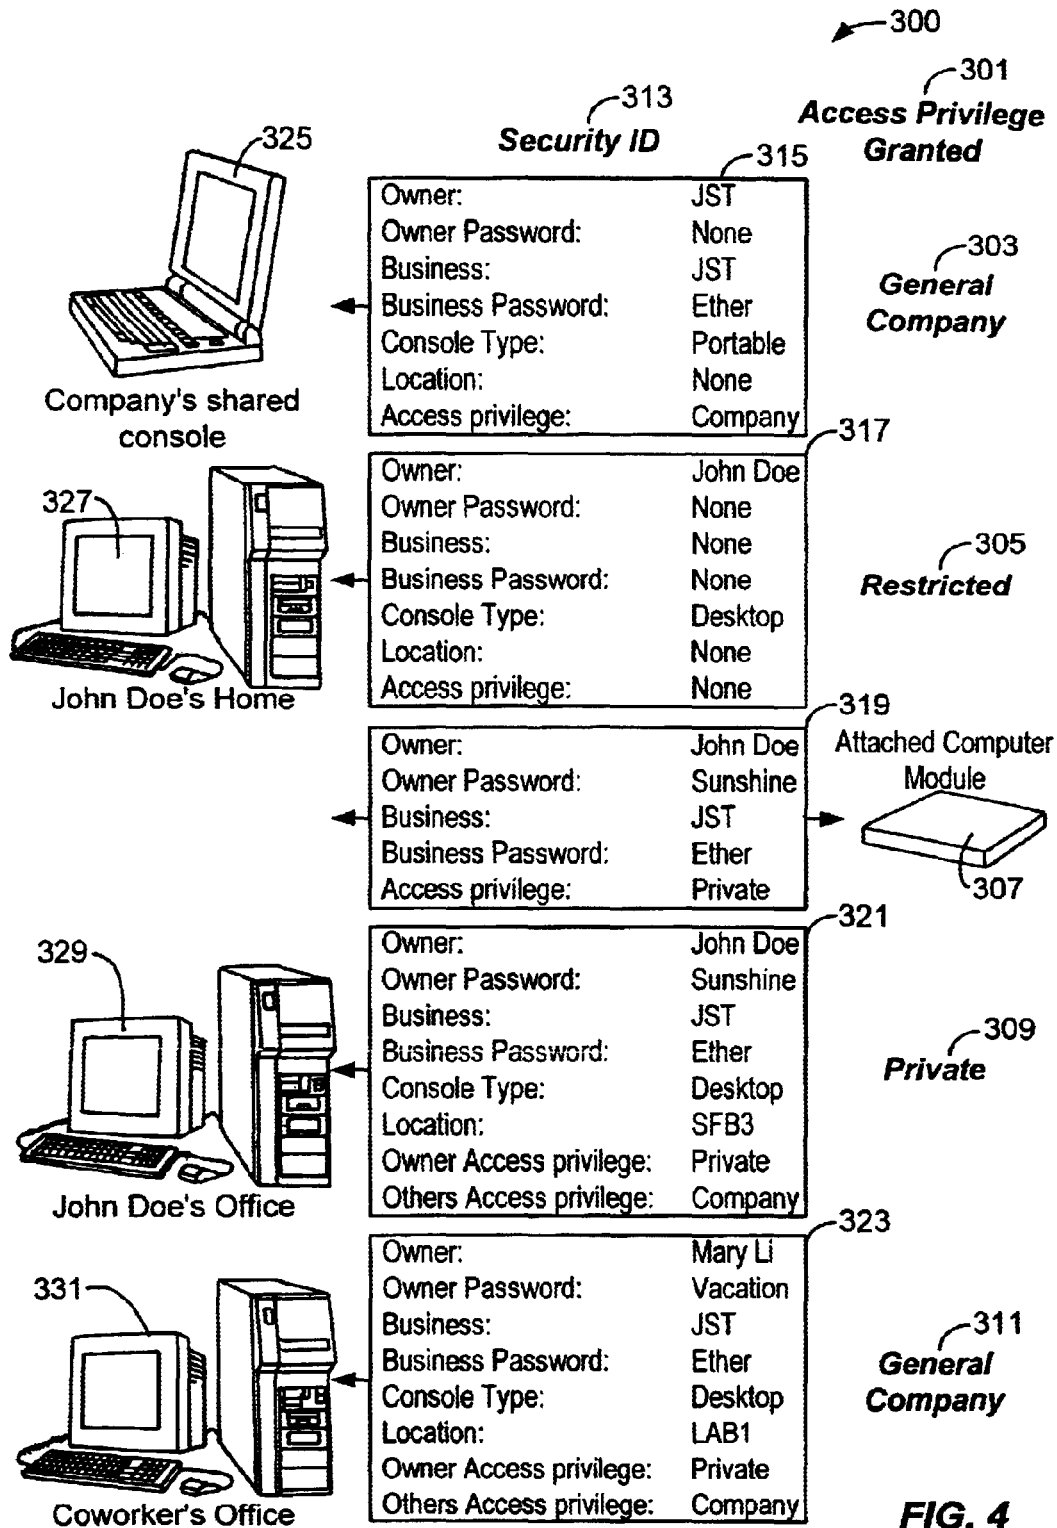 300
301
Access Privilege
Granted
313
Security ID
325
315
Owner: JST
Owner Password: None
Business: JST
Business Password: Ether
Console Type: Portable
Location: None
Access privilege: Company
303
General
Company
Company's shared
console
317
327
Owner: John Doe
Owner Password: None
Business: None
Business Password: None
Console Type: Desktop
Location: None
Access privilege: None
305
Restricted
John Doe's Home
319
Owner: John Doe
Owner Password: Sunshine
Business: JST
Business Password: Ether
Access privilege: Private
Attached Computer
Module
307
321
329
Owner: John Doe
Owner Password: Sunshine
Business: JST
Business Password: Ether
Console Type: Desktop
Location: SFB3
Owner Access privilege: Private
Others Access privilege: Company
309
Private
John Doe's Office
323
331
Owner: Mary Li
Owner Password: Vacation
Business: JST
Business Password: Ether
Console Type: Desktop
Location: LAB1
Owner Access privilege: Private
Others Access privilege: Company
311
General
Company
Coworker's Office
FIG. 4